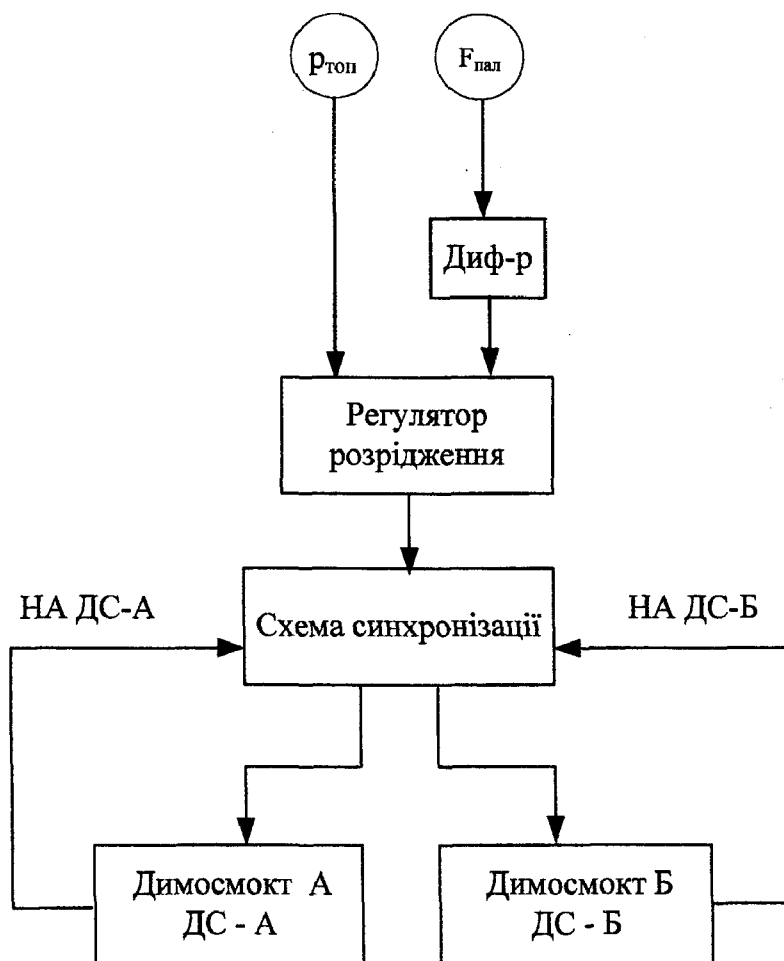 pтоп
Fпал
Диф-р
Регулятор
розрідження
НА ДС-А
Схема синхронізації
НА ДС-Б
Димосмокт А
ДС - А
Димосмокт Б
ДС - Б